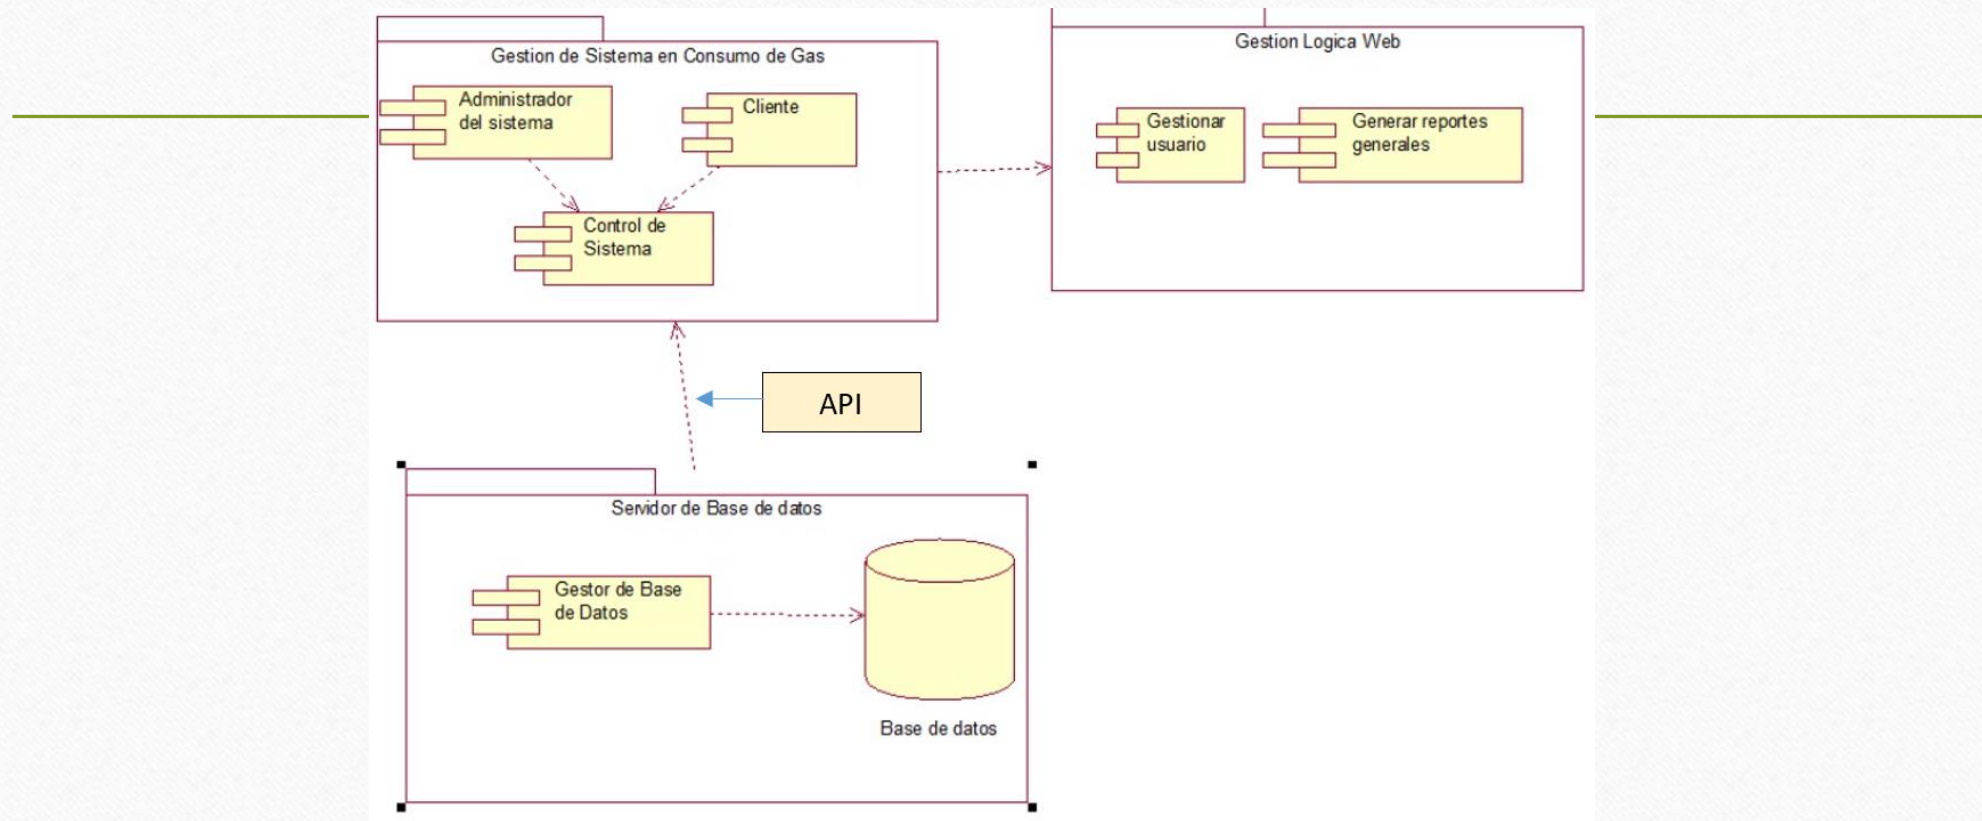 Gestion de Sistema en Consumo de Gas
Administrador
del sistema
Cliente
Control de
Sistema
Gestion Logica Web
Gestionar
usuario
Generar reportes
generales
API
Servidor de Base de datos
Gestor de Base
de Datos
Base de datos